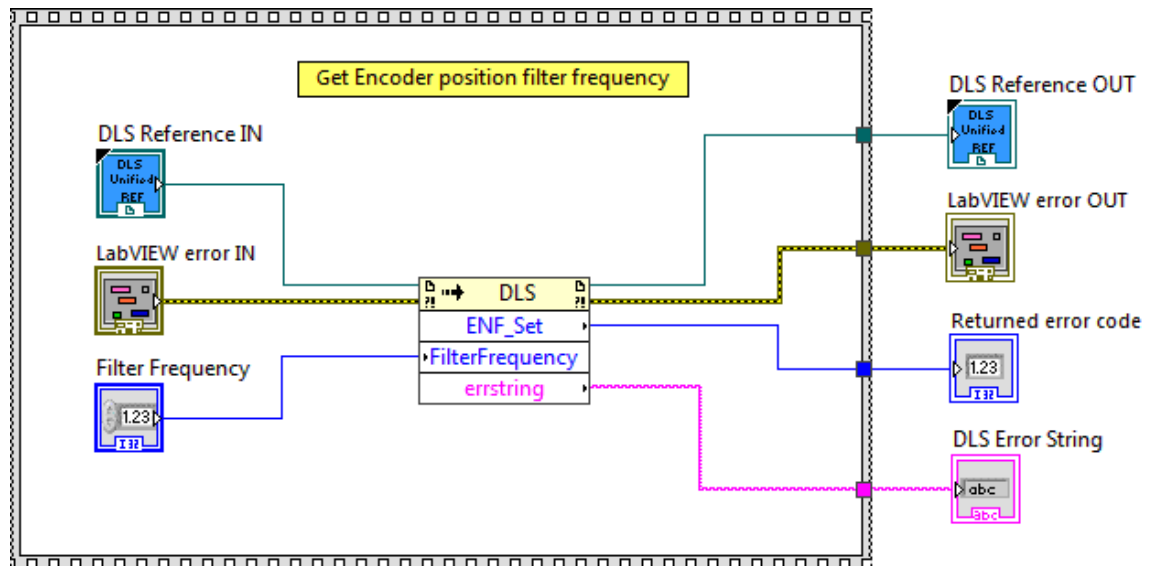 Get Encoder position filter frequency
DLS Reference IN
DLS
Unified
REF
LabVIEW error IN
Filter Frequency
1.23
I32
DLS
ENF_Set
FilterFrequency
errstring
DLS Reference OUT
DLS
Unified
REF
LabVIEW error OUT
Returned error code
1.23
I32
DLS Error String
abc
abc